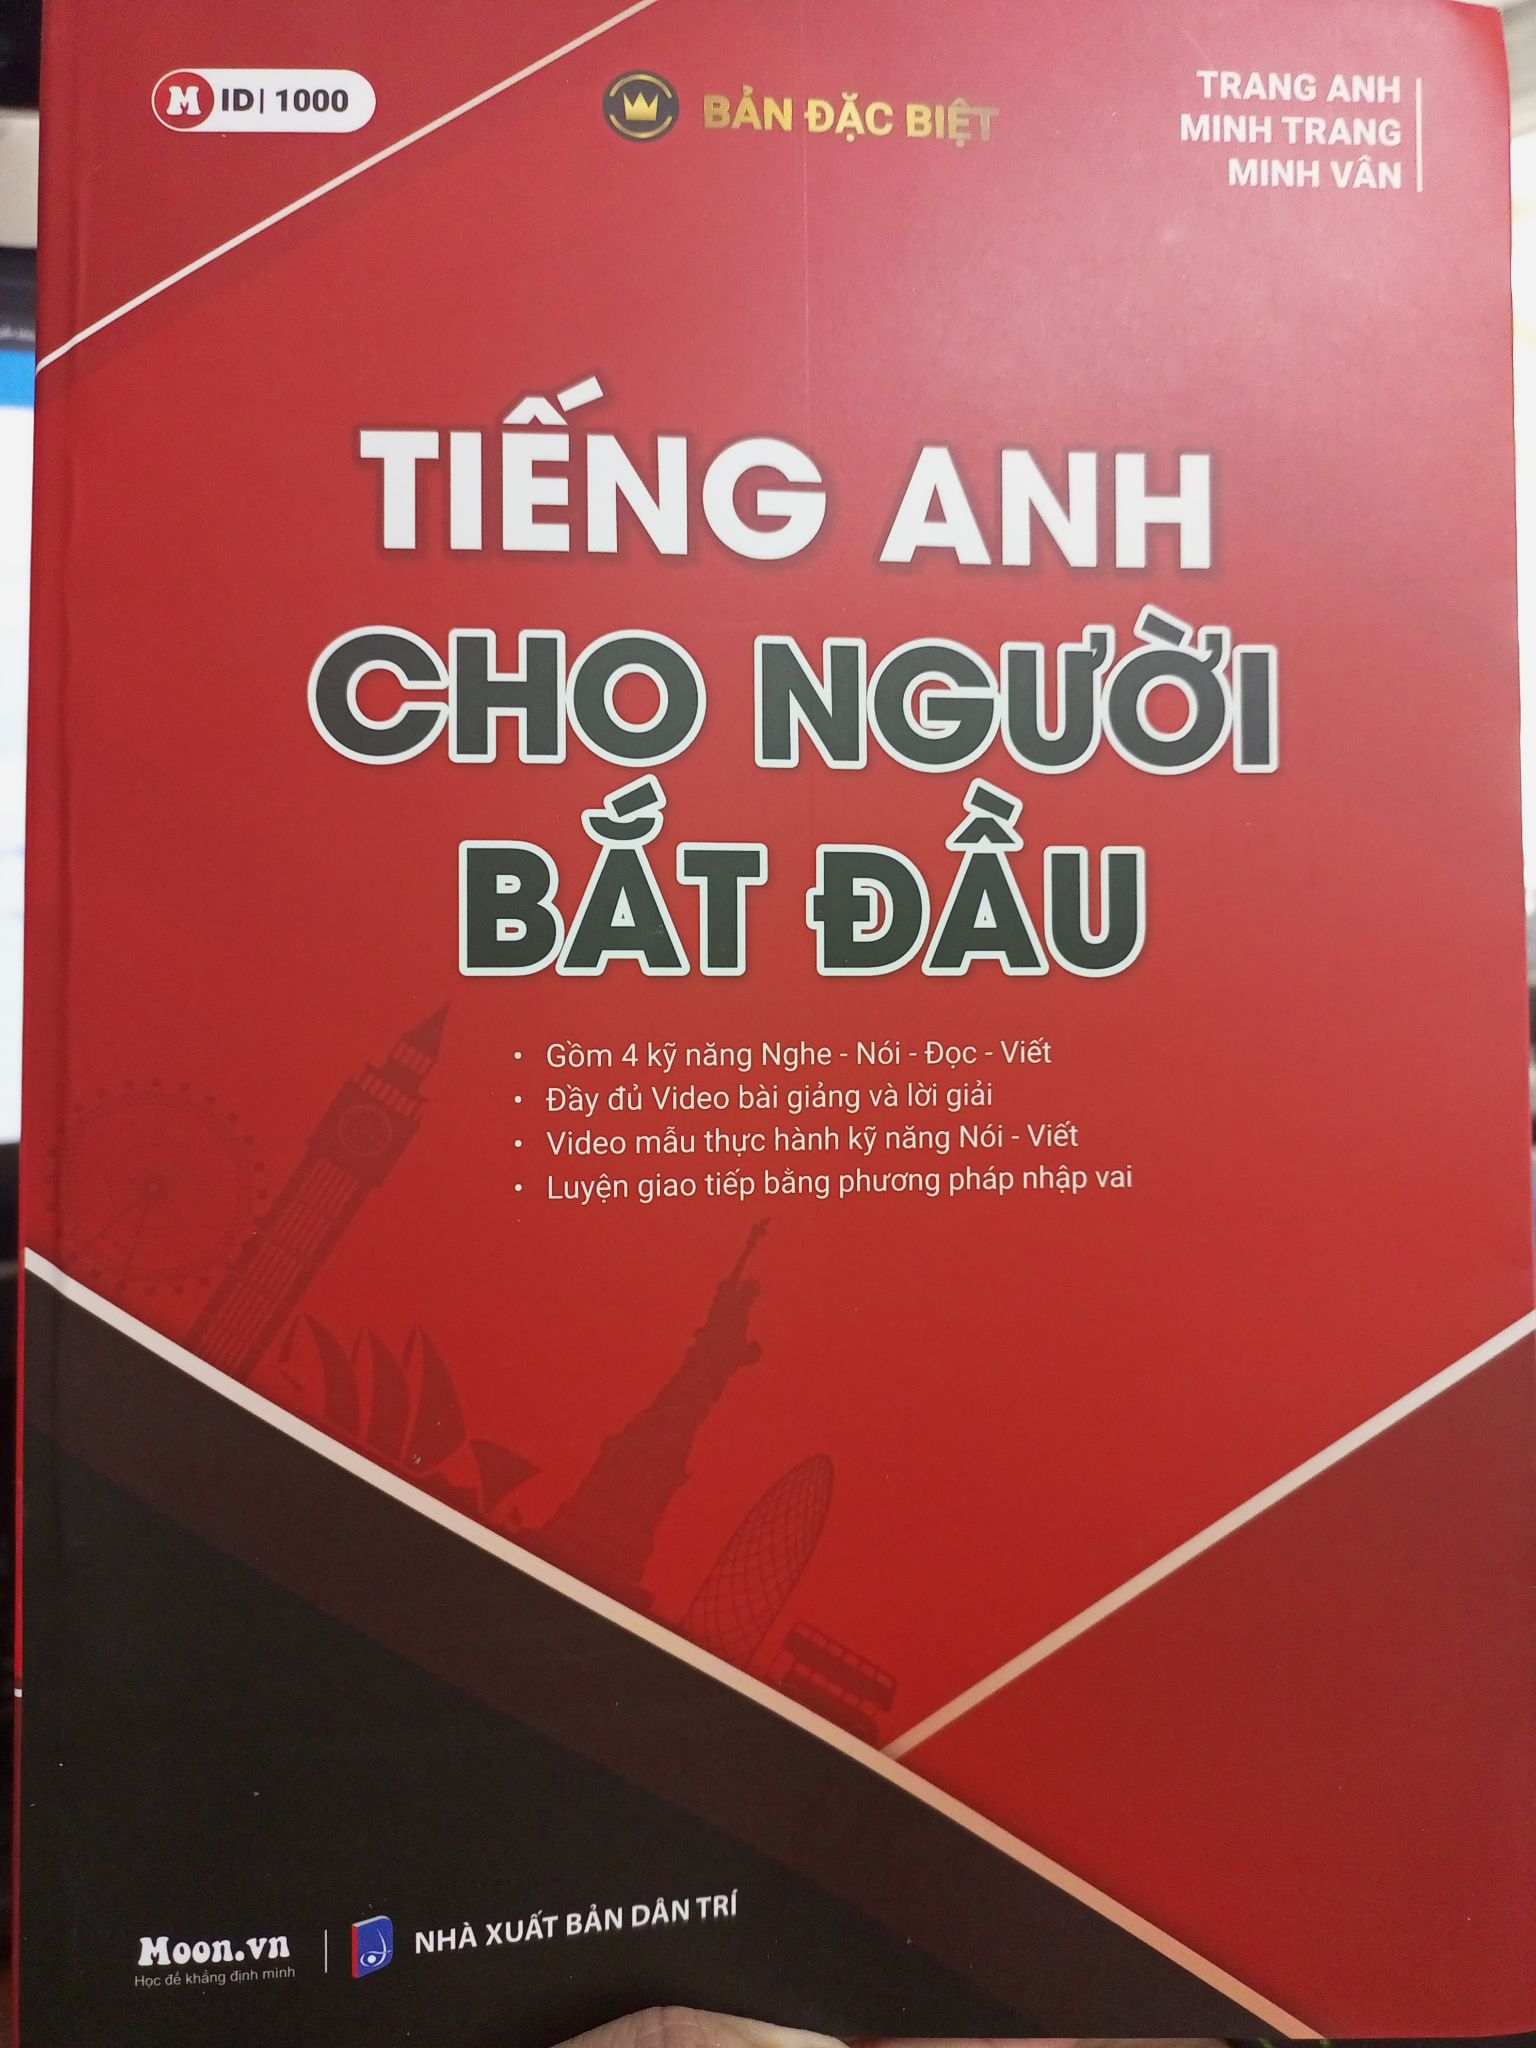 M ID| 1000
BẢN ĐẶC BIỆT
TRANG ANH
MINH TRANG
MINH VÂN
TIẾNG ANH
CHO NGƯỜI
BẮT ĐẦU
• Gồm 4 kỹ năng Nghe - Nói - Đọc - Viết
• Đầy đủ Video bài giảng và lời giải
• Video mẫu thực hành kỹ năng Nói - Viết
• Luyện giao tiếp bằng phương pháp nhập vai
Moon.vn
Học để khẳng định mình
NHÀ XUẤT BẢN DÂN TRÍ